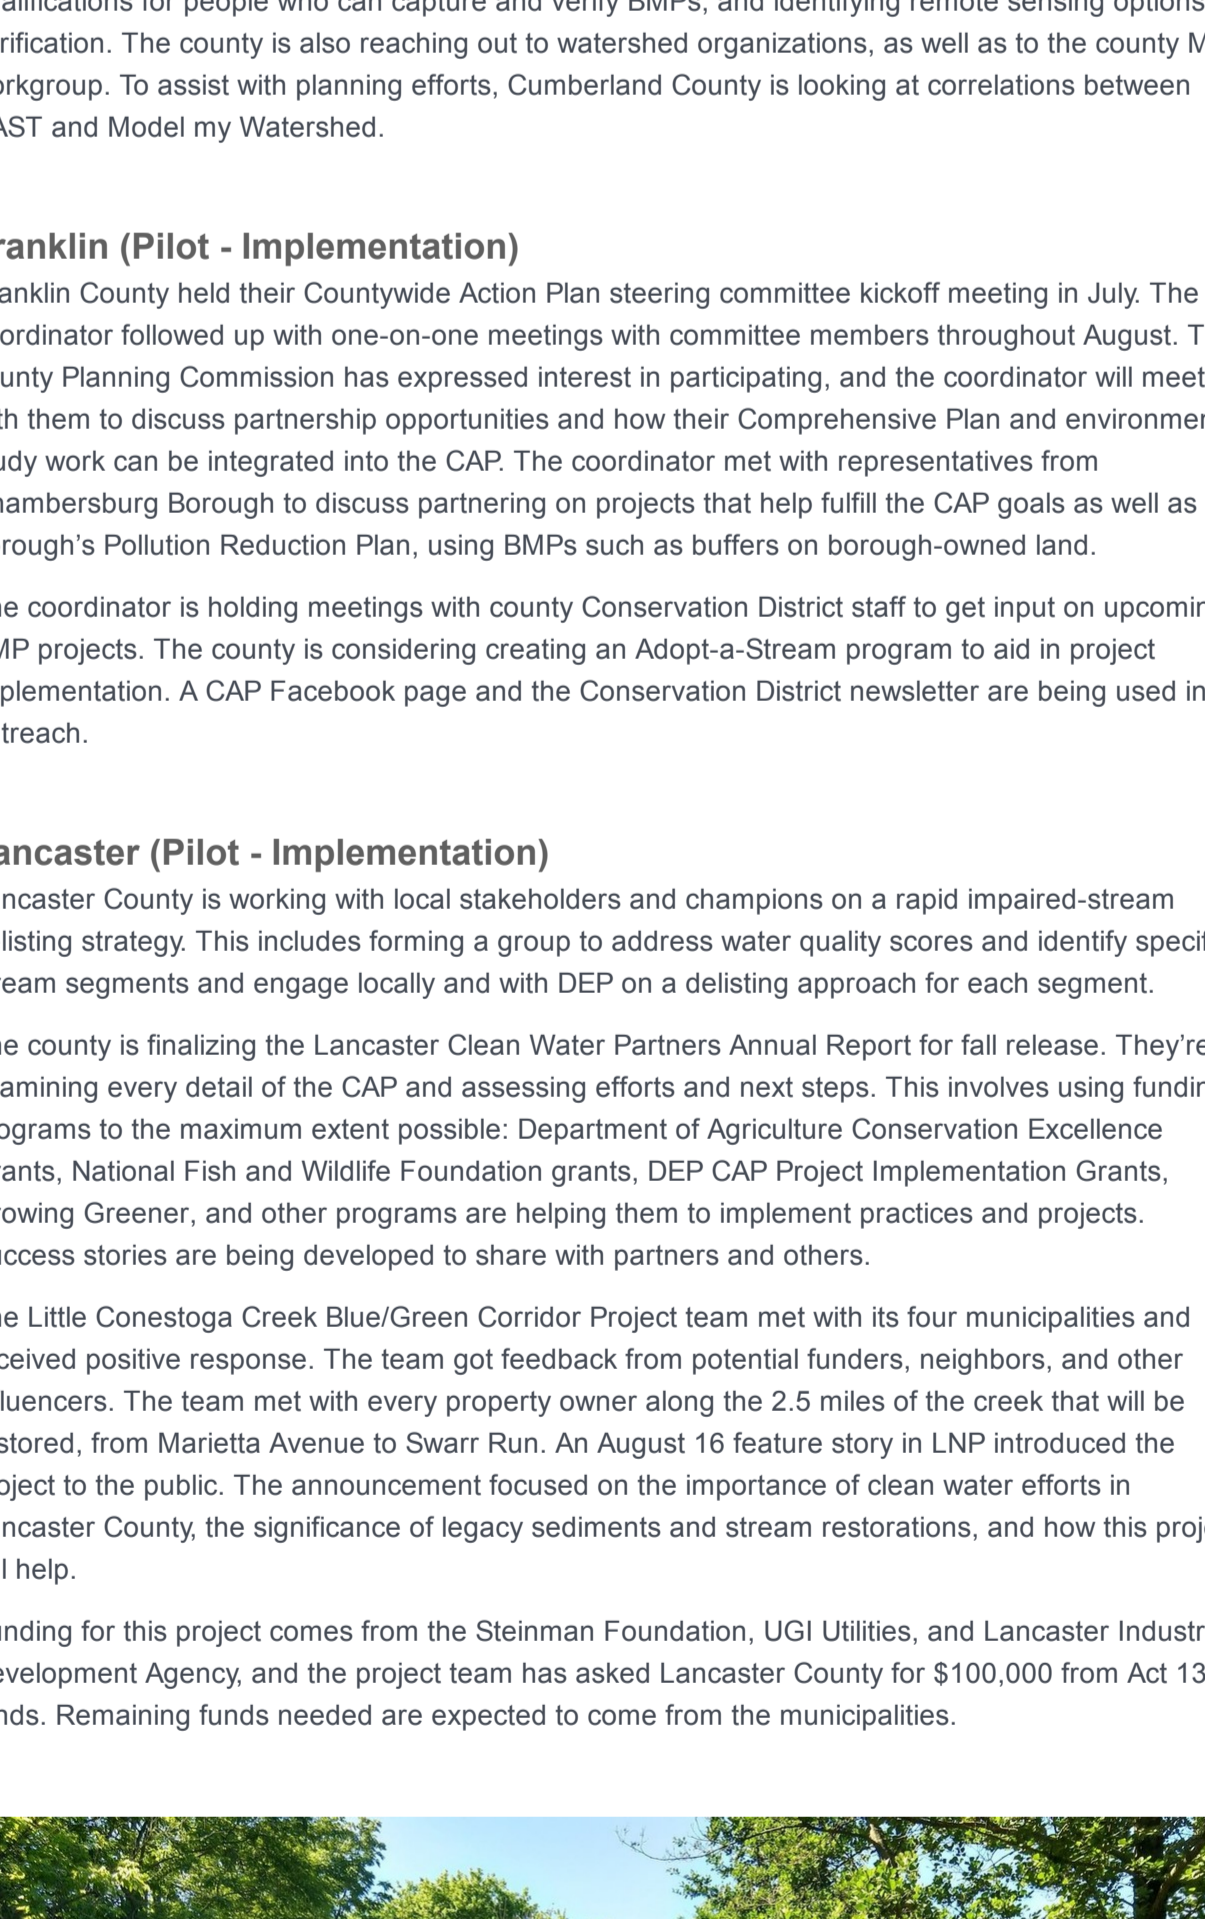 alifications for people who can capture and verify BMPs, and identifying remote sensing options
rification. The county is also reaching out to watershed organizations, as well as to the county M
orkgroup. To assist with planning efforts, Cumberland County is looking at correlations between
AST and Model my Watershed.
ranklin (Pilot - Implementation)
anklin County held their Countywide Action Plan steering committee kickoff meeting in July. The
ordinator followed up with one-on-one meetings with committee members throughout August. T
unty Planning Commission has expressed interest in participating, and the coordinator will meet
th them to discuss partnership opportunities and how their Comprehensive Plan and environmen
udy work can be integrated into the CAP. The coordinator met with representatives from
hambersburg Borough to discuss partnering on projects that help fulfill the CAP goals as well as
rough’s Pollution Reduction Plan, using BMPs such as buffers on borough-owned land.
he coordinator is holding meetings with county Conservation District staff to get input on upcomin
MP projects. The county is considering creating an Adopt-a-Stream program to aid in project
plementation. A CAP Facebook page and the Conservation District newsletter are being used in
treach.
ancaster (Pilot - Implementation)
ncaster County is working with local stakeholders and champions on a rapid impaired-stream
listing strategy. This includes forming a group to address water quality scores and identify specif
ream segments and engage locally and with DEP on a delisting approach for each segment.
he county is finalizing the Lancaster Clean Water Partners Annual Report for fall release. They’re
amining every detail of the CAP and assessing efforts and next steps. This involves using fundin
ograms to the maximum extent possible: Department of Agriculture Conservation Excellence
rants, National Fish and Wildlife Foundation grants, DEP CAP Project Implementation Grants,
rowing Greener, and other programs are helping them to implement practices and projects.
uccess stories are being developed to share with partners and others.
he Little Conestoga Creek Blue/Green Corridor Project team met with its four municipalities and
ceived positive response. The team got feedback from potential funders, neighbors, and other
fluencers. The team met with every property owner along the 2.5 miles of the creek that will be
stored, from Marietta Avenue to Swarr Run. An August 16 feature story in LNP introduced the
oject to the public. The announcement focused on the importance of clean water efforts in
ncaster County, the significance of legacy sediments and stream restorations, and how this proj
l help.
unding for this project comes from the Steinman Foundation, UGI Utilities, and Lancaster Industr
evelopment Agency, and the project team has asked Lancaster County for $100,000 from Act 13
nds. Remaining funds needed are expected to come from the municipalities.